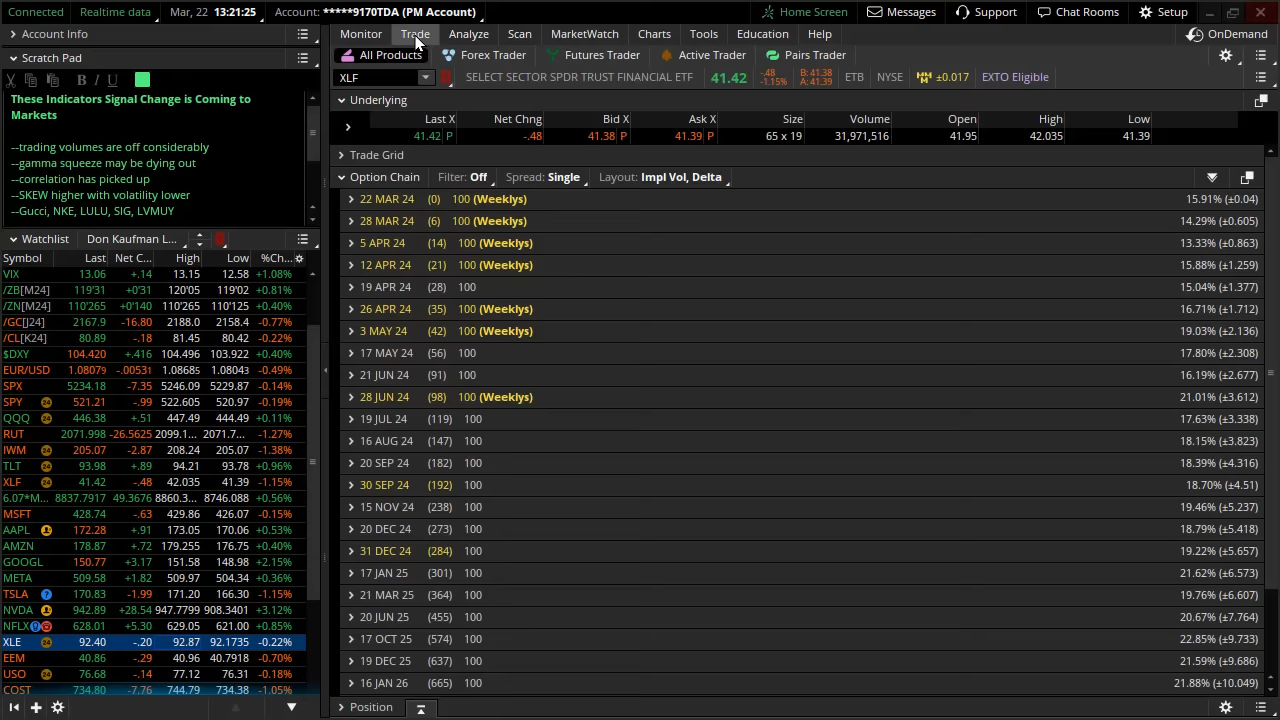 Connected Realtime data Mar, 22 13:21:25 Account: *****9170TDA (PM Account) Home Screen Messages Support Chat Rooms Setup
Account Info
Monitor Trade Analyze Scan MarketWatch Charts Tools Education Help OnDemand
Scratch Pad
All Products Forex Trader Futures Trader Active Trader Pairs Trader
B I U
XLF SELECT SECTOR SPDR TRUST FINANCIAL ETF 41.42 -.48 -1.15% B: 41.38 A: 41.39 ETB NYSE ±0.017 EXTO Eligible
These Indicators Signal Change is Coming to
Markets
--trading volumes are off considerably
--gamma squeeze may be dying out
--correlation has picked up
--SKEW higher with volatility lower
--Gucci, NKE, LULU, SIG, LVMUY
Underlying
Last X Net Chng Bid X Ask X Size Volume Open High Low
41.42 P -.48 41.38 P 41.39 P 65 x 19 31,971,516 41.95 42.035 41.39
Trade Grid
Option Chain Filter: Off Spread: Single Layout: Impl Vol, Delta
22 MAR 24 (0) 100 (Weeklys) 15.91% (±0.04)
28 MAR 24 (6) 100 (Weeklys) 14.29% (±0.605)
5 APR 24 (14) 100 (Weeklys) 13.33% (±0.863)
12 APR 24 (21) 100 (Weeklys) 15.88% (±1.259)
19 APR 24 (28) 100 15.04% (±1.377)
26 APR 24 (35) 100 (Weeklys) 16.71% (±1.712)
3 MAY 24 (42) 100 (Weeklys) 19.03% (±2.136)
17 MAY 24 (56) 100 17.80% (±2.308)
21 JUN 24 (91) 100 16.19% (±2.677)
28 JUN 24 (98) 100 (Weeklys) 21.01% (±3.612)
19 JUL 24 (119) 100 17.63% (±3.338)
16 AUG 24 (147) 100 18.15% (±3.823)
20 SEP 24 (182) 100 18.39% (±4.316)
30 SEP 24 (192) 100 18.70% (±4.51)
15 NOV 24 (238) 100 19.46% (±5.237)
20 DEC 24 (273) 100 18.79% (±5.418)
31 DEC 24 (284) 100 19.22% (±5.657)
17 JAN 25 (301) 100 21.62% (±6.573)
21 MAR 25 (364) 100 19.76% (±6.607)
20 JUN 25 (455) 100 20.67% (±7.764)
17 OCT 25 (574) 100 22.85% (±9.733)
19 DEC 25 (637) 100 21.59% (±9.686)
16 JAN 26 (665) 100 21.88% (±10.049)
Position
Watchlist Don Kaufman L...
Symbol Last Net C... High Low %Ch...
VIX 13.06 +.14 13.15 12.58 +1.08%
/ZB[M24] 119'31 +0'31 120'05 119'02 +0.81%
/ZN[M24] 110'265 +0'140 110'265 110'125 +0.40%
/GC[J24] 2167.9 -16.80 2188.0 2158.4 -0.77%
/CL[K24] 80.89 -.18 81.45 80.42 -0.22%
$DXY 104.420 +.416 104.496 103.922 +0.40%
EUR/USD 1.08079 -.00531 1.08685 1.08043 -0.49%
SPX 5234.18 -7.35 5246.09 5229.87 -0.14%
SPY 24 521.21 -.99 522.605 520.97 -0.19%
QQQ 24 446.38 +.51 447.49 444.49 +0.11%
RUT 2071.998 -26.5625 2099.1... 2071.7... -1.27%
IWM 24 205.07 -2.87 208.24 205.07 -1.38%
TLT 24 93.98 +.89 94.21 93.78 +0.96%
XLF 24 41.42 -.48 42.035 41.39 -1.15%
6.07*M... 8837.7917 49.3676 8860.3... 8746.088 +0.56%
MSFT 428.74 -.63 429.86 426.07 -0.15%
AAPL 172.28 +.91 173.05 170.06 +0.53%
AMZN 178.87 +.72 179.255 176.75 +0.40%
GOOGL 150.77 +3.17 151.58 148.98 +2.15%
META 509.58 +1.82 509.97 504.34 +0.36%
TSLA 170.83 -1.99 171.20 166.30 -1.15%
NVDA 942.89 +28.54 947.7799 908.3401 +3.12%
NFLX 628.01 +5.30 629.05 621.00 +0.85%
XLE 24 92.40 -.20 92.87 92.1735 -0.22%
EEM 40.86 -.29 40.96 40.7918 -0.70%
USO 24 76.68 -.14 77.12 76.31 -0.18%
COST 734.80 -7.76 744.79 734.38 -1.05%